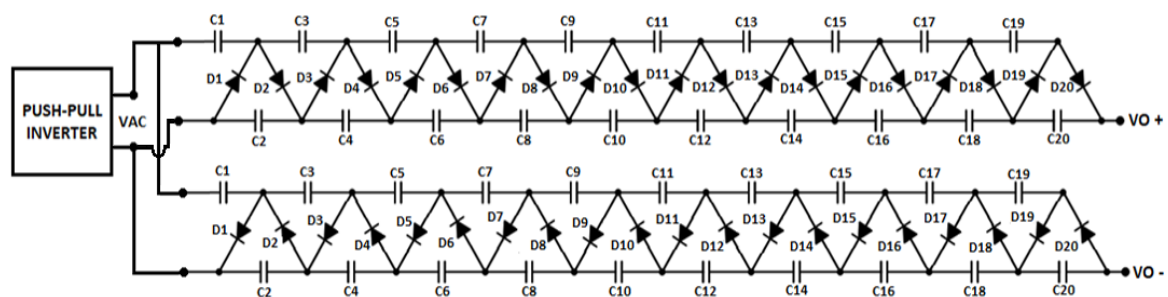 C1 C3 C5 C7 C9 C11 C13 C15 C17 C19
D1 D2 D3 D4 D5 D6 D7 D8 D9 D10 D11 D12 D13 D14 D15 D16 D17 D18 D19 D20
PUSH-PULL
INVERTER
VAC
VO +
C2 C4 C6 C8 C10 C12 C14 C16 C18 C20
C1 C3 C5 C7 C9 C11 C13 C15 C17 C19
D1 D2 D3 D4 D5 D6 D7 D8 D9 D10 D11 D12 D13 D14 D15 D16 D17 D18 D19 D20
VO -
C2 C4 C6 C8 C10 C12 C14 C16 C18 C20